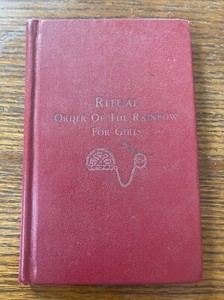 Ritual
Order Of The Rainbow
For Girls